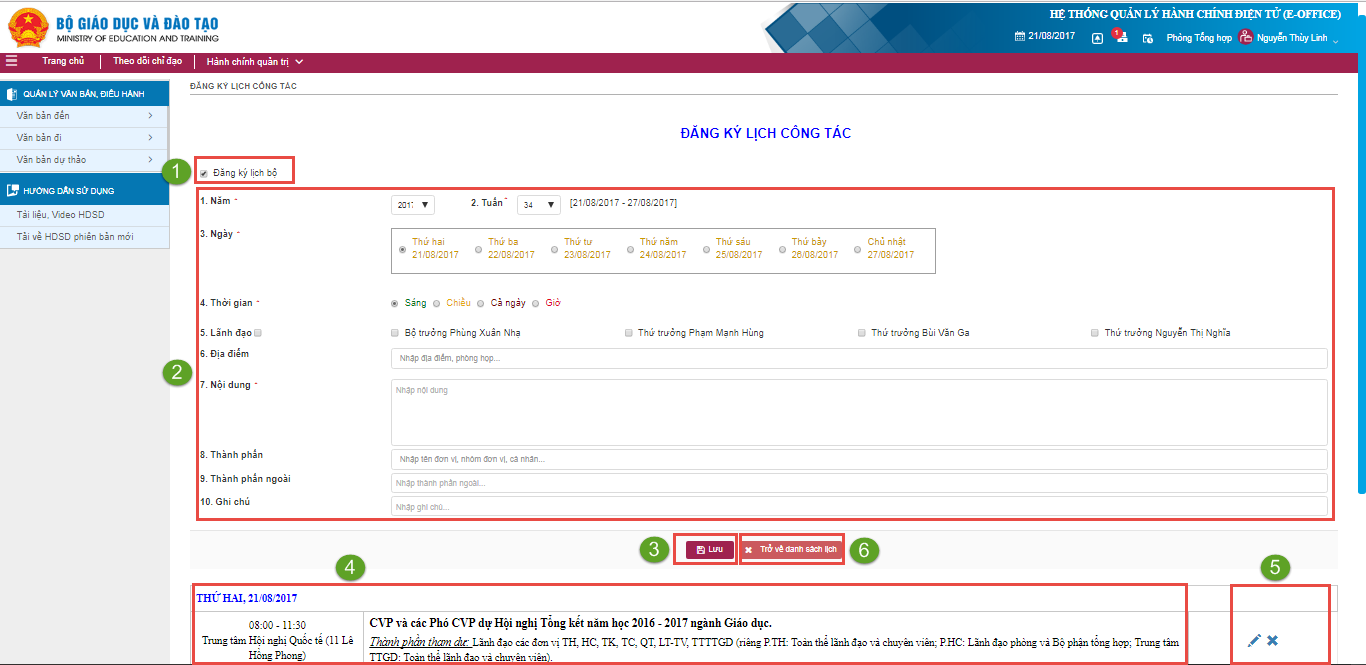 BỘ GIÁO DỤC VÀ ĐÀO TẠO
MINISTRY OF EDUCATION AND TRAINING
HỆ THỐNG QUẢN LÝ HÀNH CHÍNH ĐIỆN TỬ (E-OFFICE)
21/08/2017 1 Phòng Tổng hợp Nguyễn Thùy Linh
Trang chủ Theo dõi chỉ đạo Hành chính quản trị
QUẢN LÝ VĂN BẢN, ĐIỀU HÀNH
Văn bản đến
Văn bản đi
Văn bản dự thảo
HƯỚNG DẪN SỬ DỤNG
Tài liệu, Video HDSD
Tải về HDSD phiên bản mới
ĐĂNG KÝ LỊCH CÔNG TÁC
ĐĂNG KÝ LỊCH CÔNG TÁC
1 Đăng ký lịch bộ
1. Năm * 2017 2. Tuần * 34 [21/08/2017 - 27/08/2017]
3. Ngày *
Thứ hai Thứ ba Thứ tư Thứ năm Thứ sáu Thứ bảy Chủ nhật
21/08/2017 22/08/2017 23/08/2017 24/08/2017 25/08/2017 26/08/2017 27/08/2017
4. Thời gian * Sáng Chiều Cả ngày Giờ
5. Lãnh đạo Bộ trưởng Phùng Xuân Nhạ Thứ trưởng Phạm Mạnh Hùng Thứ trưởng Bùi Văn Ga Thứ trưởng Nguyễn Thị Nghĩa
6. Địa điểm Nhập địa điểm, phòng họp...
2
7. Nội dung * Nhập nội dung
8. Thành phần Nhập tên đơn vị, nhóm đơn vị, cá nhân...
9. Thành phần ngoài Nhập thành phần ngoài...
10. Ghi chú Nhập ghi chú...
3 Lưu Trở về danh sách lịch 6
4 5
THỨ HAI, 21/08/2017
08:00 - 11:30
Trung tâm Hội nghị Quốc tế (11 Lê
Hồng Phong)
CVP và các Phó CVP dự Hội nghị Tổng kết năm học 2016 - 2017 ngành Giáo dục.
Thành phần tham dự: Lãnh đạo các đơn vị TH, HC, TK, TC, QT, LT-TV, TTTTGD (riêng P.TH: Toàn thể lãnh đạo và chuyên viên; P.HC: Lãnh đạo phòng và Bộ phận tổng hợp; Trung tâm
TTGD: Toàn thể lãnh đạo và chuyên viên).